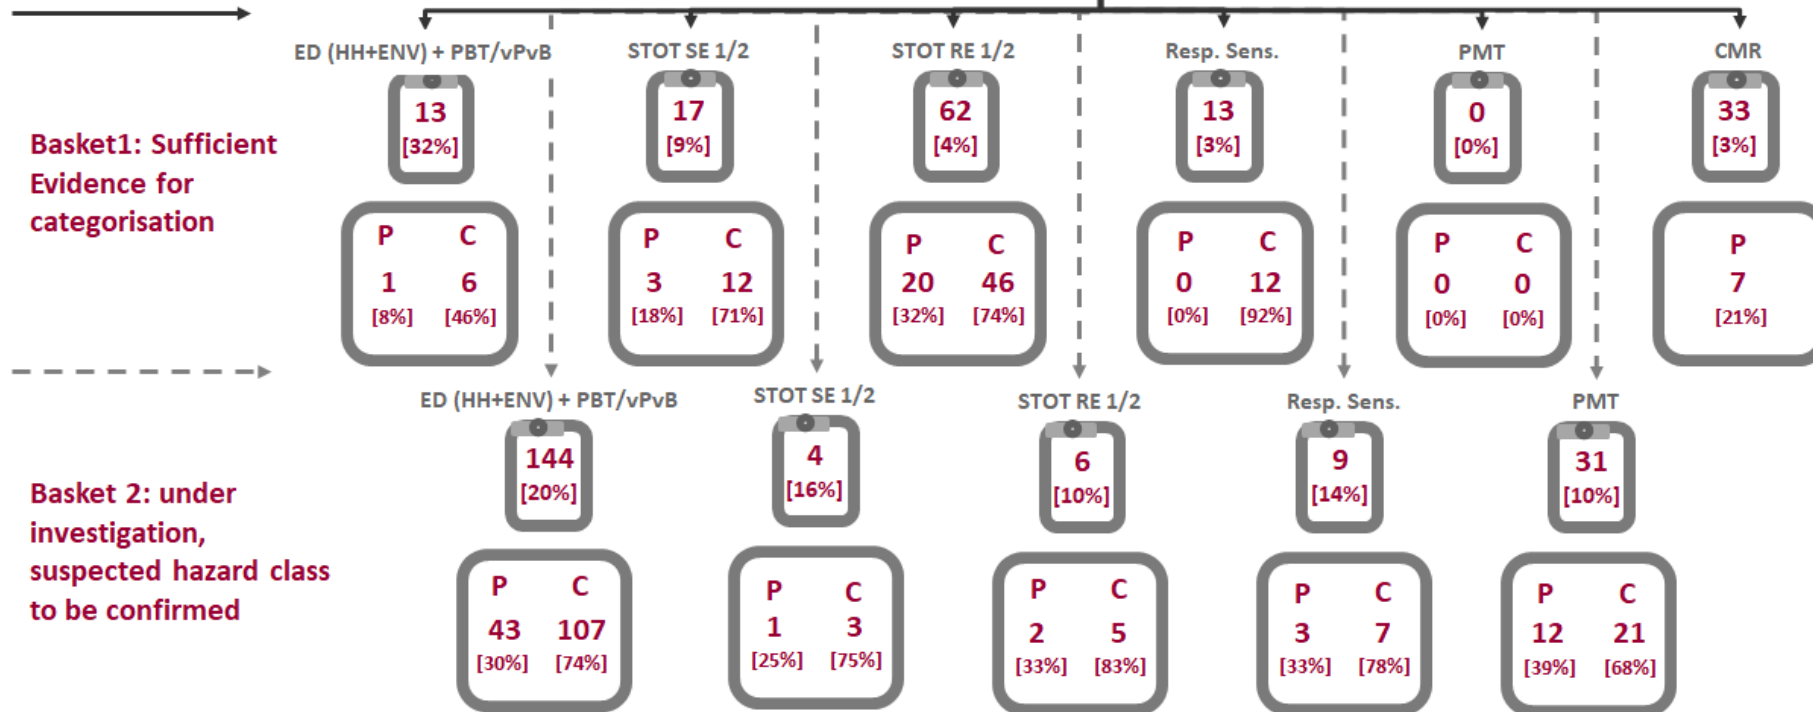 ED (HH+ENV) + PBT/vPvB
STOT SE 1/2
STOT RE 1/2
Resp. Sens.
PMT
CMR
Basket1: Sufficient
Evidence for
categorisation
13
[32%]
17
[9%]
62
[4%]
13
[3%]
0
[0%]
33
[3%]
P C
1 6
[8%] [46%]
P C
3 12
[18%] [71%]
P C
20 46
[32%] [74%]
P C
0 12
[0%] [92%]
P C
0 0
[0%] [0%]
P
7
[21%]
ED (HH+ENV) + PBT/vPvB
STOT SE 1/2
STOT RE 1/2
Resp. Sens.
PMT
Basket 2: under
investigation,
suspected hazard class
to be confirmed
144
[20%]
4
[16%]
6
[10%]
9
[14%]
31
[10%]
P C
43 107
[30%] [74%]
P C
1 3
[25%] [75%]
P C
2 5
[33%] [83%]
P C
3 7
[33%] [78%]
P C
12 21
[39%] [68%]